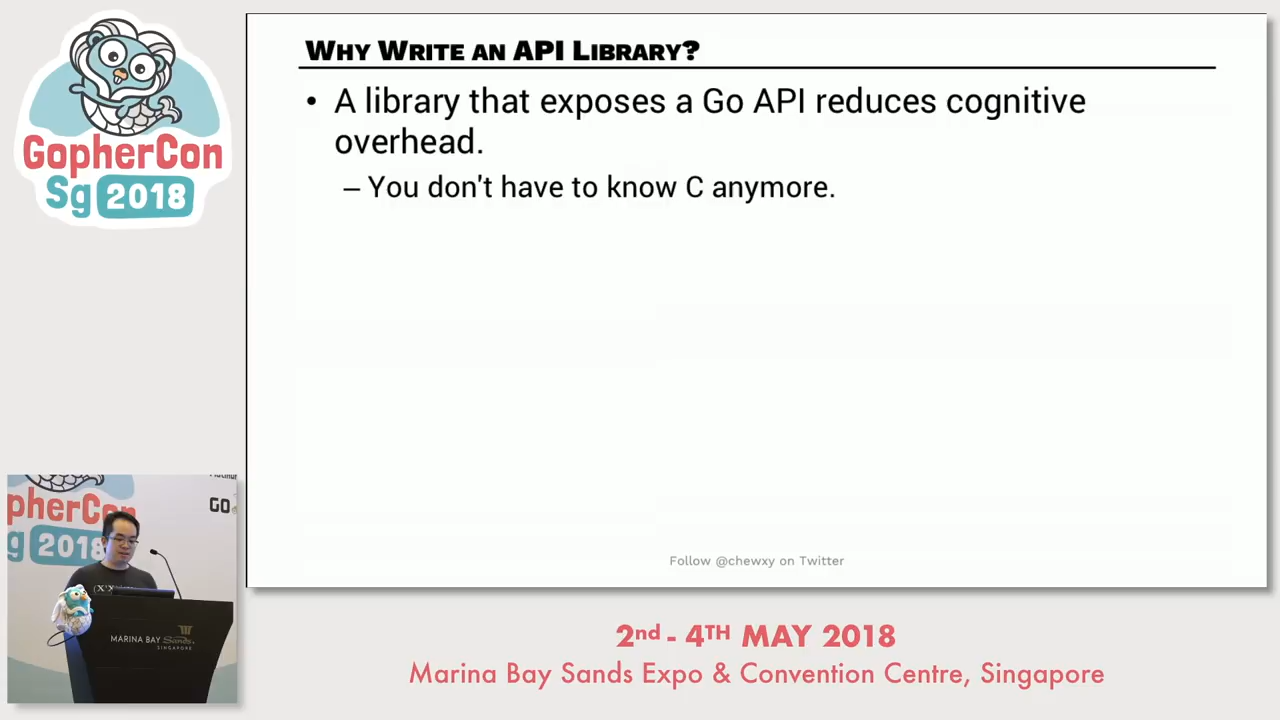 GopherCon
Sg 2018
WHY WRITE AN API LIBRARY?
• A library that exposes a Go API reduces cognitive
overhead.
– You don't have to know C anymore.
Follow @chewxy on Twitter
pherCon
g 2018
GO
MARINA BAY Sands
SINGAPORE
2nd - 4TH MAY 2018
Marina Bay Sands Expo & Convention Centre, Singapore